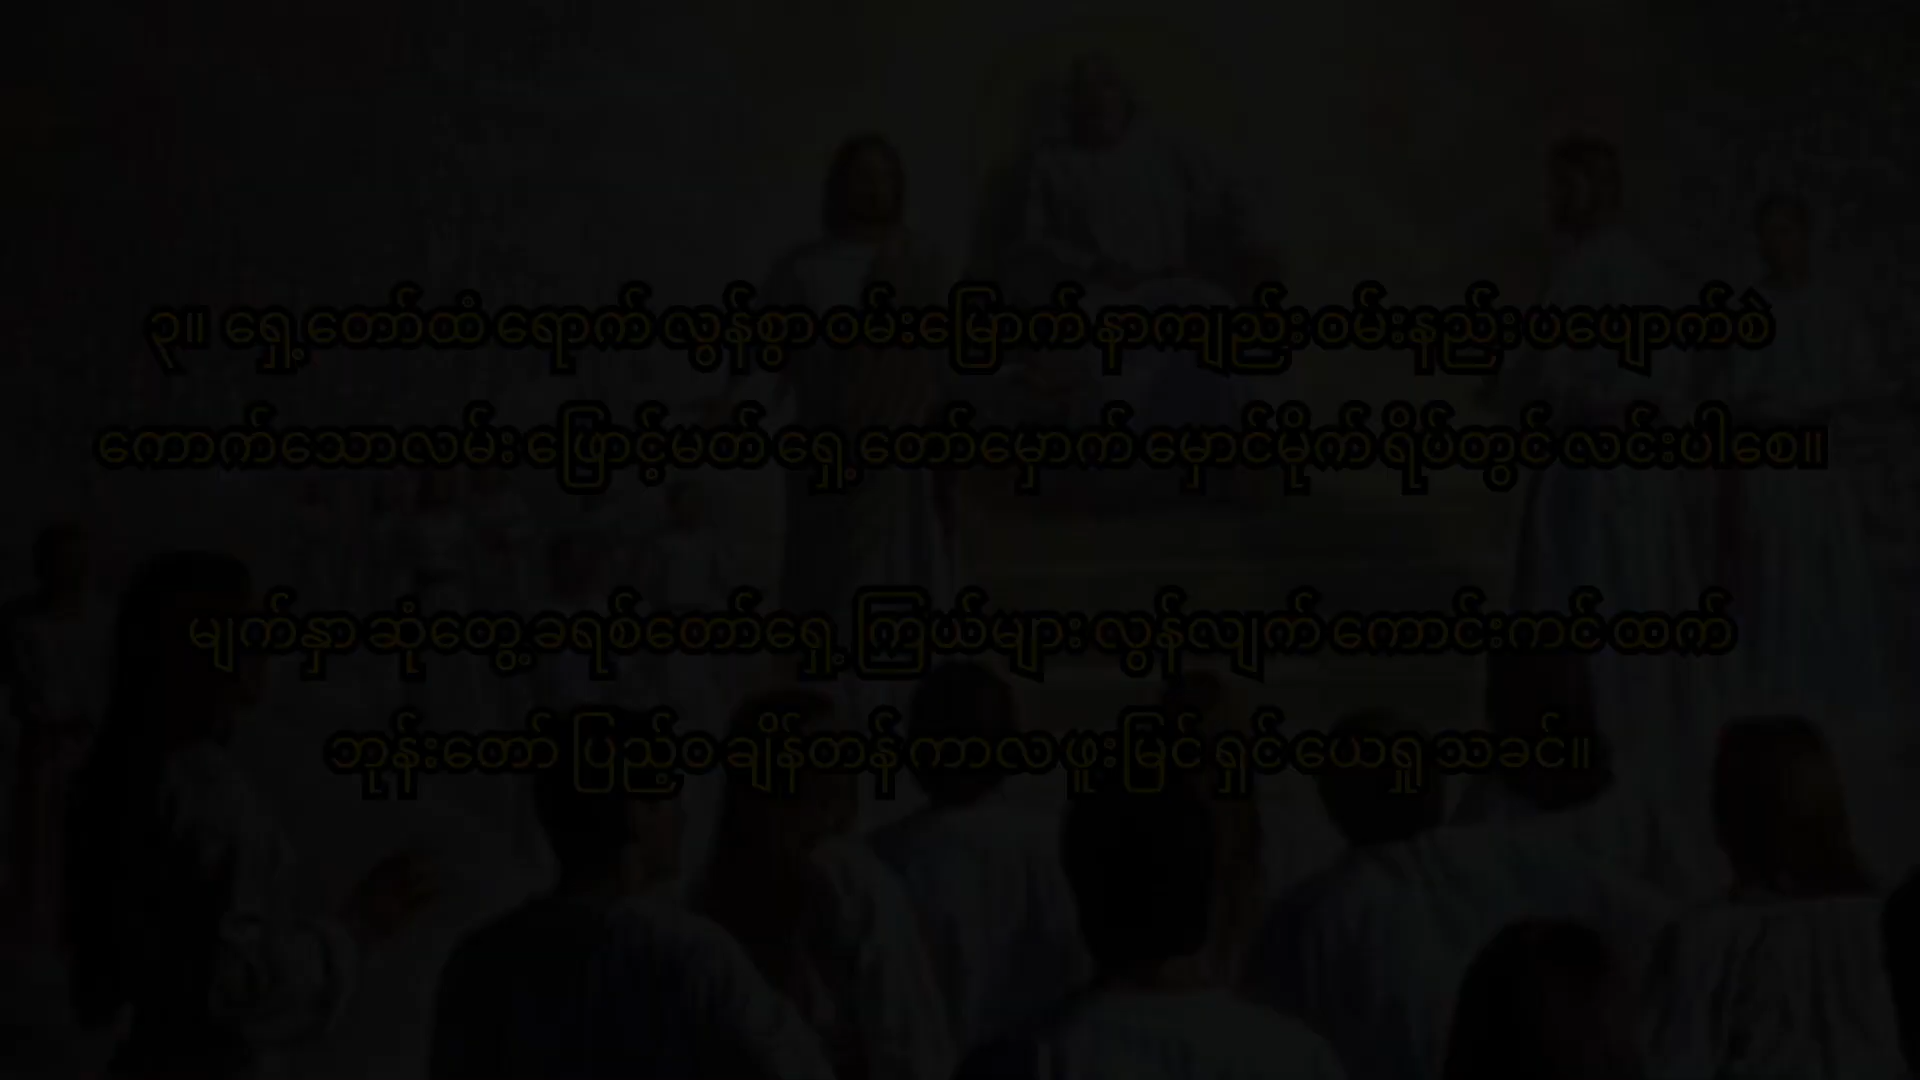 ၃။ ရှေ့တော်ထံရောက်လွန်စွာဝမ်းမြောက်နာကျည်းဝမ်းနည်းပပျောက်စဲ
ကောက်သောလမ်းဖြောင့်မတ်ရှေ့တော်မှောက်မှောင်မိုက်ရိပ်တွင်လင်းပါစေ။
မျက်နှာဆုံတွေ့ခရစ်တော်ရှေ့ကြယ်များလွန်လျက်ကောင်းကင်ထက်
ဘုန်းတော်ပြည့်ဝချိန်တန်ကာလဖူးမြင်ရှင်ယေရှုသခင်။